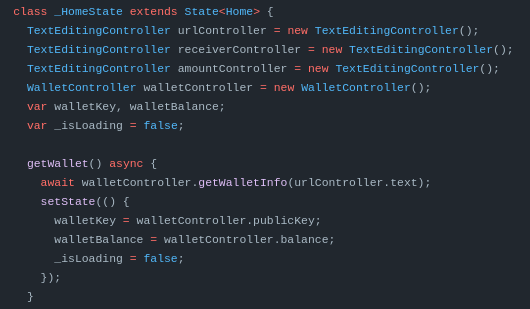 class _HomeState extends State<Home> {
  TextEditingController urlController = new TextEditingController();
  TextEditingController receiverController = new TextEditingController();
  TextEditingController amountController = new TextEditingController();
  WalletController walletController = new WalletController();
  var walletKey, walletBalance;
  var _isLoading = false;

  getWallet() async {
    await walletController.getWalletInfo(urlController.text);
    setState(() {
      walletKey = walletController.publicKey;
      walletBalance = walletController.balance;
      _isLoading = false;
    });
  }